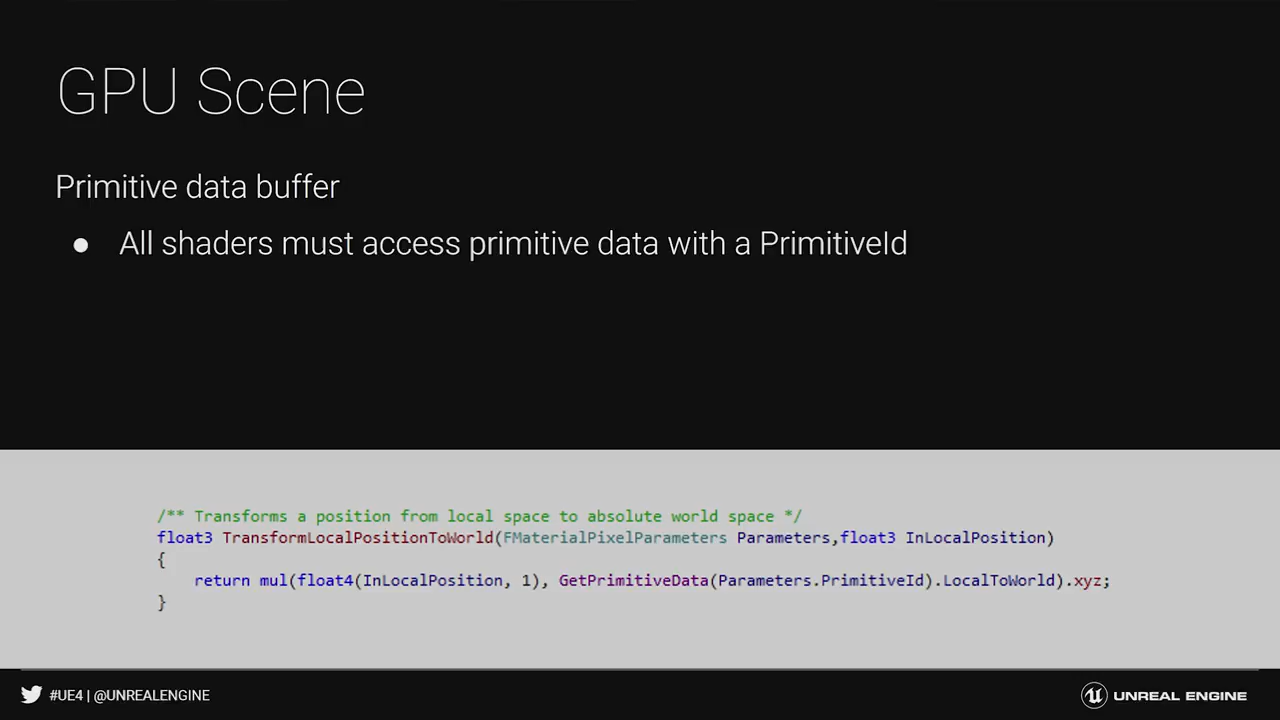 GPU Scene
Primitive data buffer
● All shaders must access primitive data with a PrimitiveId
/** Transforms a position from local space to absolute world space */
float3 TransformLocalPositionToWorld(FMaterialPixelParameters Parameters,float3 InLocalPosition)
{
return mul(float4(InLocalPosition, 1), GetPrimitiveData(Parameters.PrimitiveId).LocalToWorld).xyz;
}
#UE4 | @UNREALENGINE
UNREAL ENGINE